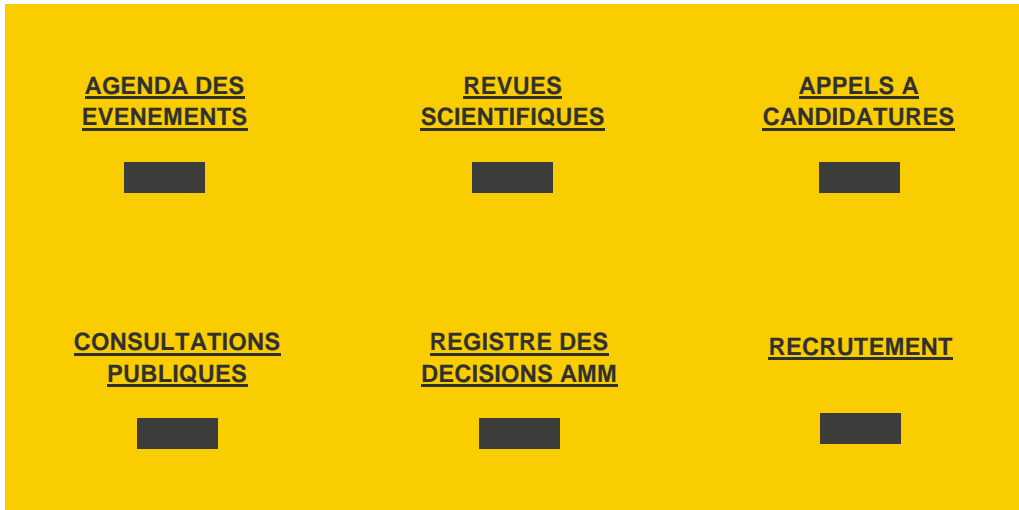 AGENDA DES
EVENEMENTS
REVUES
SCIENTIFIQUES
APPELS A
CANDIDATURES
CONSULTATIONS
PUBLIQUES
REGISTRE DES
DECISIONS AMM
RECRUTEMENT